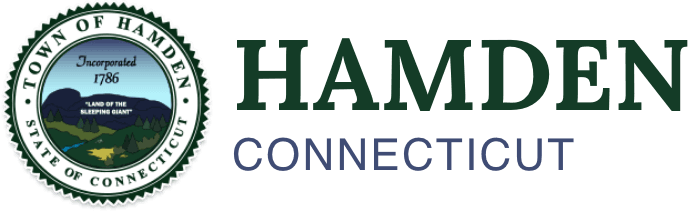 · TOWN OF HAMDEN ·
Incorporated
1786
"LAND OF THE
SLEEPING GIANT"
STATE OF CONNECTICUT
HAMDEN
CONNECTICUT